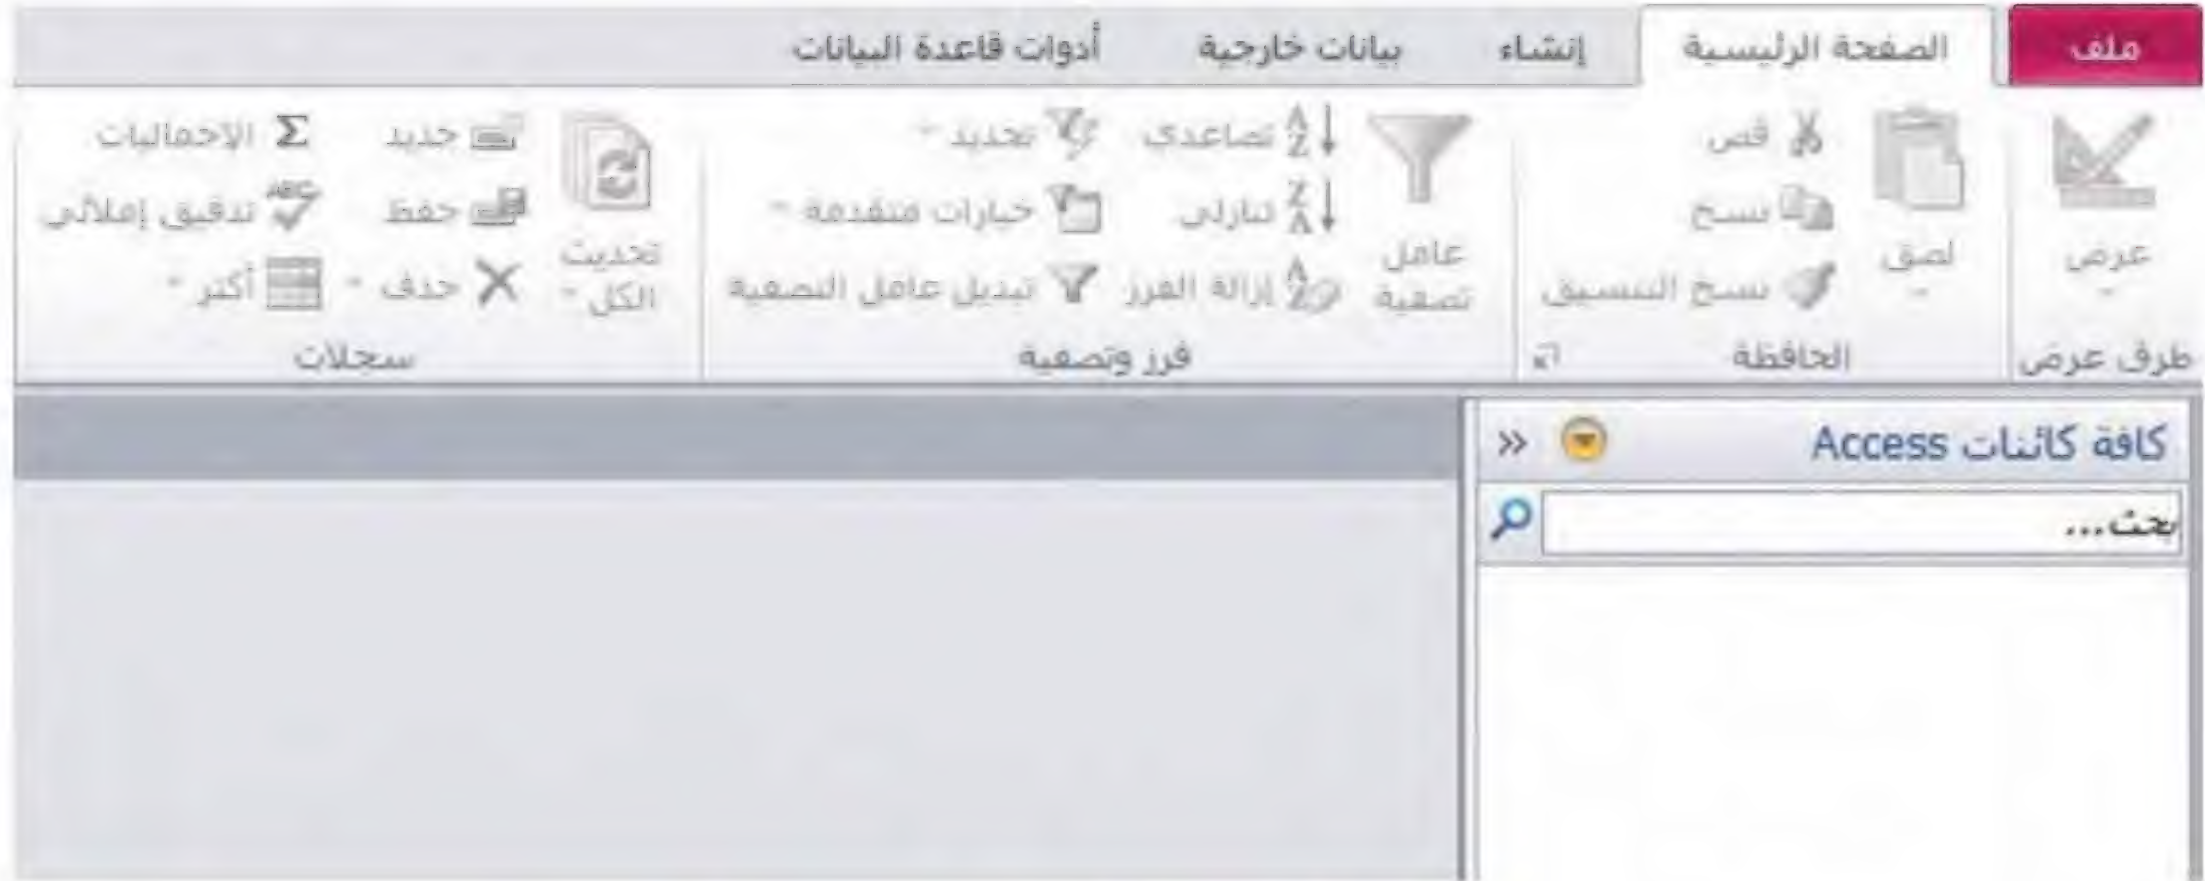 ملف الصفحة الرئيسية إنشاء بيانات خارجية أدوات قاعدة البيانات
عرض
طرف عرض
لصق
قص
نسخ
نسخ التنسيق
الحافظة
عامل
تصفية
تصاعدي
تنازلي
إزالة الفرز
تحديد
خيارات متقدمة
تبديل عامل التصفية
فرز وتصفية
تحديث
الكل
جديد
حفظ
حذف
Σ الإجماليات
ABC تدقيق إملائي
أكثر
سجلات
كافة كائنات Access
بحث...